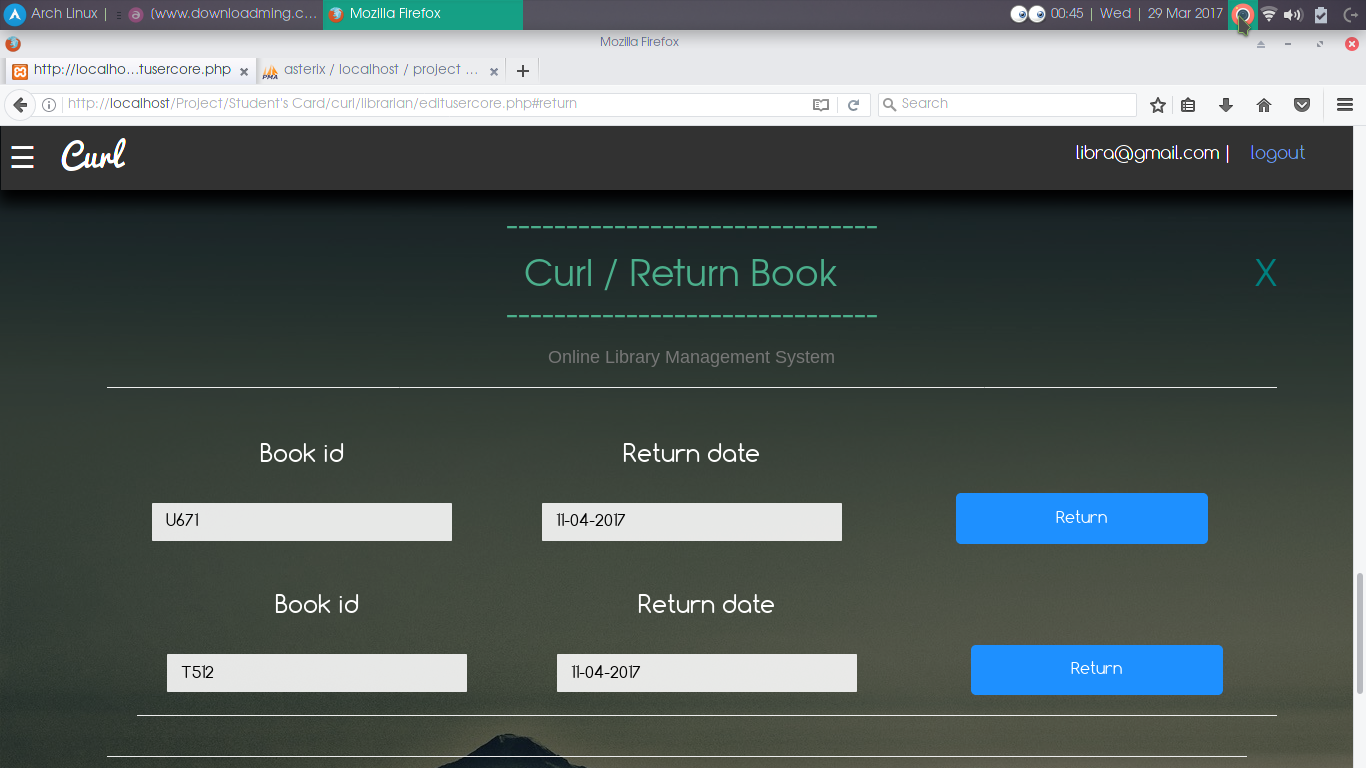 Arch Linux | [www.downloadming.c... Mozilla Firefox 00:45 | Wed | 29 Mar 2017
Mozilla Firefox
http://localho...tusercore.php asterix / localhost / project ...
http://localhost/Project/Student's Card/curl/librarian/editusercore.php#return Search
☰ Curl libra@gmail.com | logout
-------------------------------
Curl / Return Book X
-------------------------------
Online Library Management System
Book id Return date
U671 11-04-2017 Return
Book id Return date
T512 11-04-2017 Return